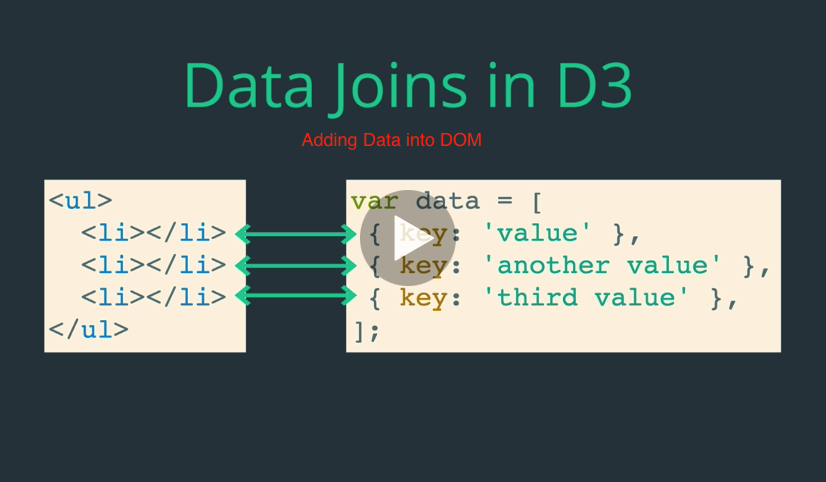 Data Joins in D3
Adding Data into DOM
<ul>
<li></li>
<li></li>
<li></li>
</ul>
var data = [
{ key: 'value' },
{ key: 'another value' },
{ key: 'third value' },
];